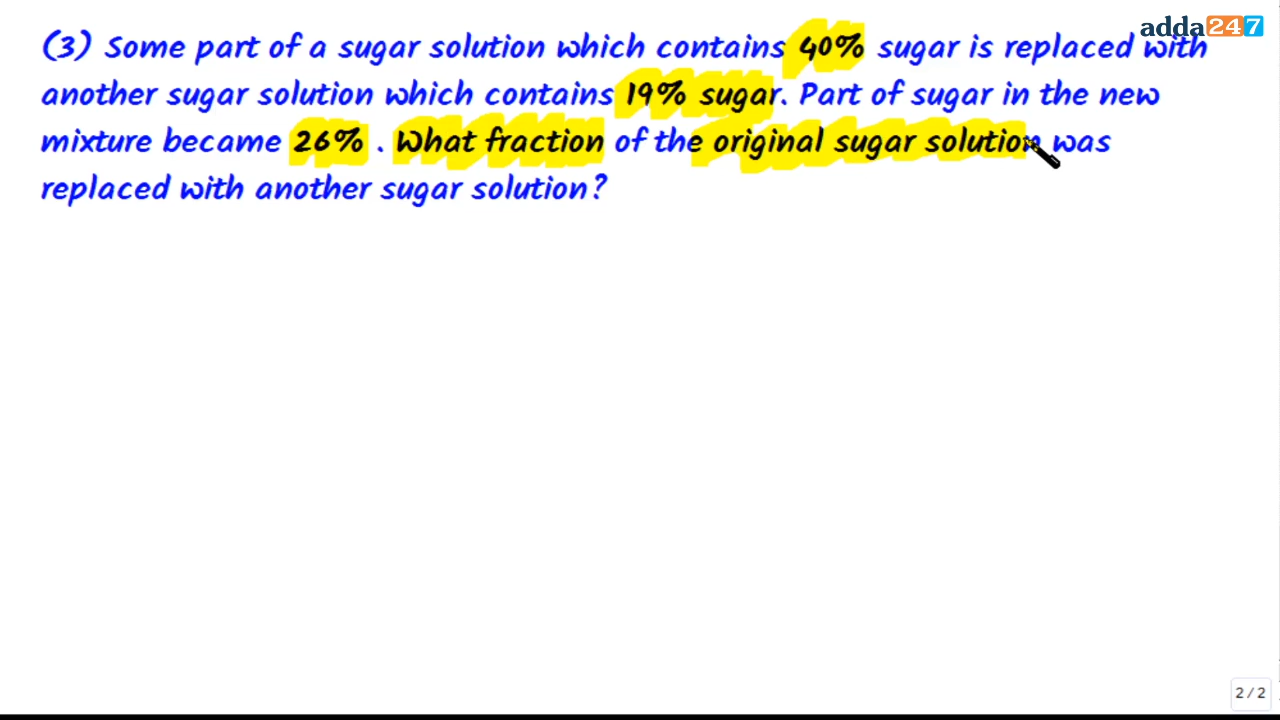 adda247
(3) Some part of a sugar solution which contains 40% sugar is replaced with
another sugar solution which contains 19% sugar. Part of sugar in the new
mixture became 26% . What fraction of the original sugar solution was
replaced with another sugar solution?
2/2